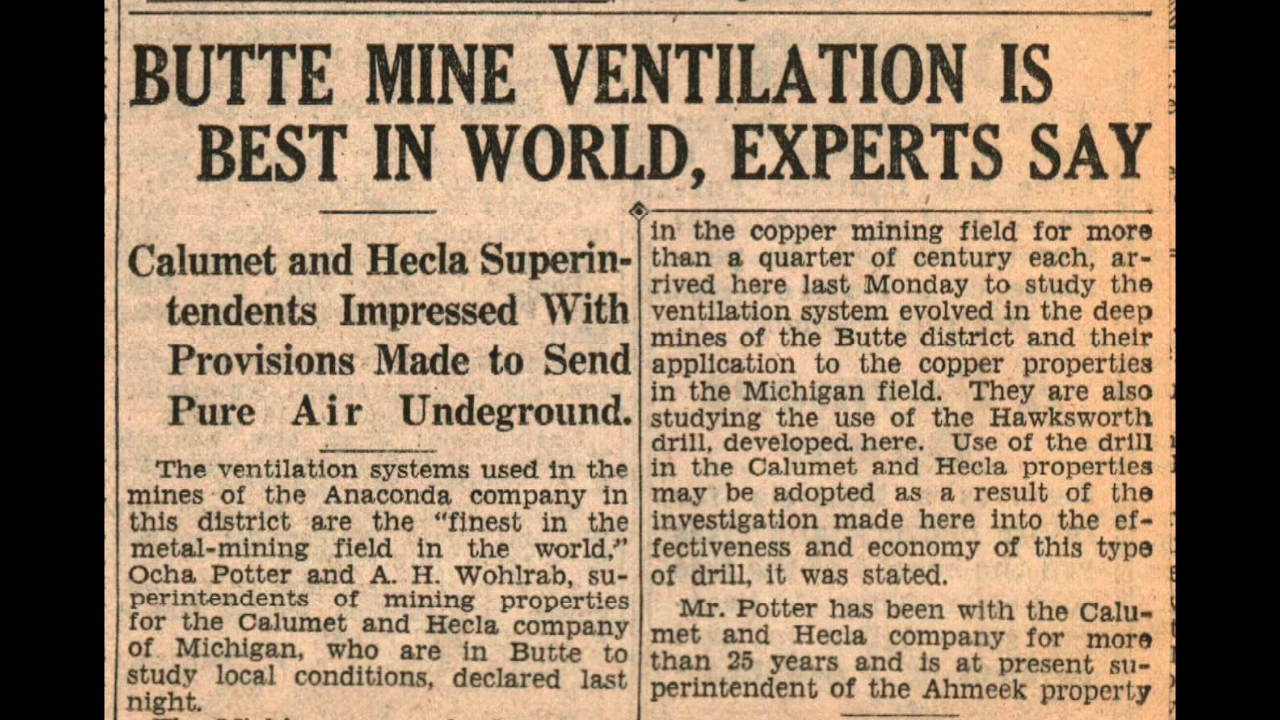 BUTTE MINE VENTILATION IS
BEST IN WORLD, EXPERTS SAY
Calumet and Hecla Superin-
tendents Impressed With
Provisions Made to Send
Pure Air Undeground.
The ventilation systems used in the
mines of the Anaconda company in
this district are the "finest in the
metal-mining field in the world,"
Ocha Potter and A. H. Wohlrab, su-
perintendents of mining properties
for the Calumet and Hecla company
of Michigan, who are in Butte to
study local conditions, declared last
night.
in the copper mining field for more
than a quarter of century each, ar-
rived here last Monday to study the
ventilation system evolved in the deep
mines of the Butte district and their
application to the copper properties
in the Michigan field. They are also
studying the use of the Hawksworth
drill, developed here. Use of the drill
in the Calumet and Hecla properties
may be adopted as a result of the
investigation made here into the ef-
fectiveness and economy of this type
of drill, it was stated.
Mr. Potter has been with the Calu-
met and Hecla company for more
than 25 years and is at present su-
perintendent of the Ahmeek property